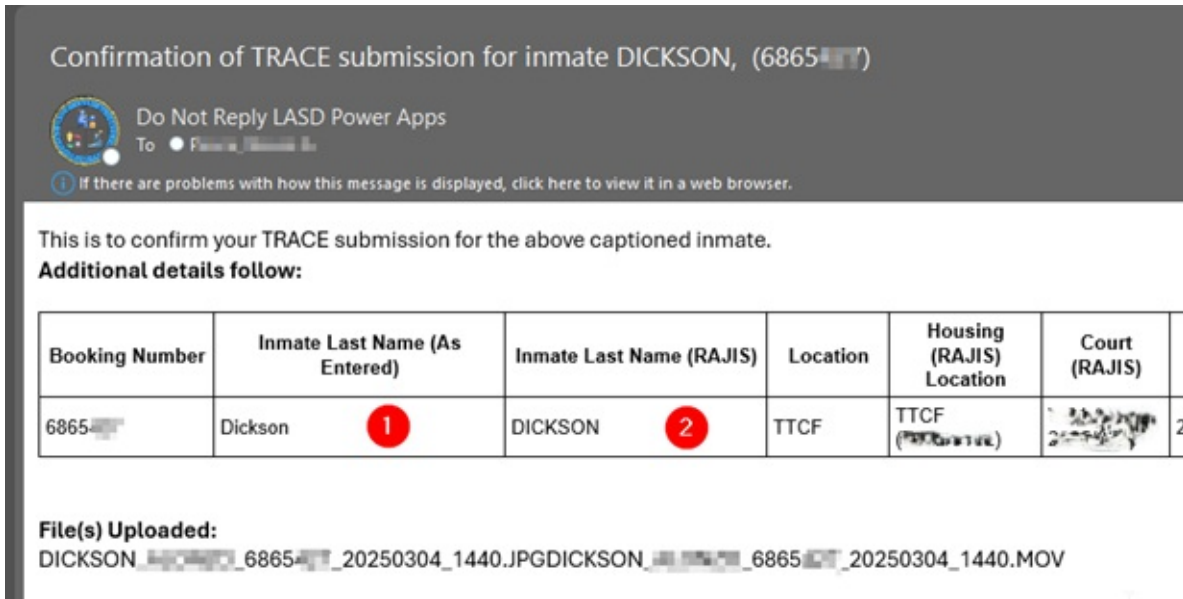 Confirmation of TRACE submission for inmate DICKSON, (6865
Do Not Reply LASD Power Apps
To
If there are problems with how this message is displayed, click here to view it in a web browser.
This is to confirm your TRACE submission for the above captioned inmate.
Additional details follow:
Booking Number Inmate Last Name (As Entered) Inmate Last Name (RAJIS) Location Housing (RAJIS) Location Court (RAJIS)
6865 Dickson 1 DICKSON 2 TTCF TTCF 2
File(s) Uploaded:
DICKSON_ _6865 _20250304_1440.JPGDICKSON_ _6865 _20250304_1440.MOV